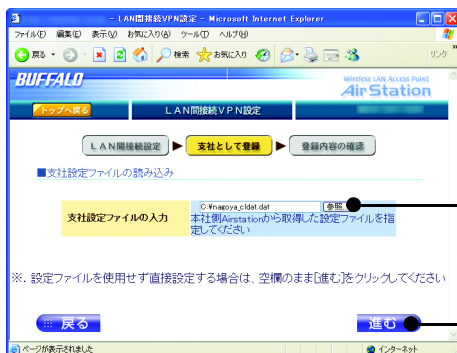 - LAN間接続VPN設定 - Microsoft Internet Explorer
ファイル(F) 編集(E) 表示(V) お気に入り(A) ツール(T) ヘルプ(H)
戻る 検索 お気に入り リンク
BUFFALO
Wireless LAN Access Point
AirStation
トップへ戻る LAN間接続VPN設定
LAN間接続設定 支社として登録 登録内容の確認
■支社設定ファイルの読み込み
支社設定ファイルの入力
C:¥nagoya_cldat.dat 参照...
本社側Airstationから取得した設定ファイルを指
定してください
※. 設定ファイルを使用せず直接設定する場合は、空欄のまま[進む]をクリックしてください
戻る 進む
ページが表示されました インターネット